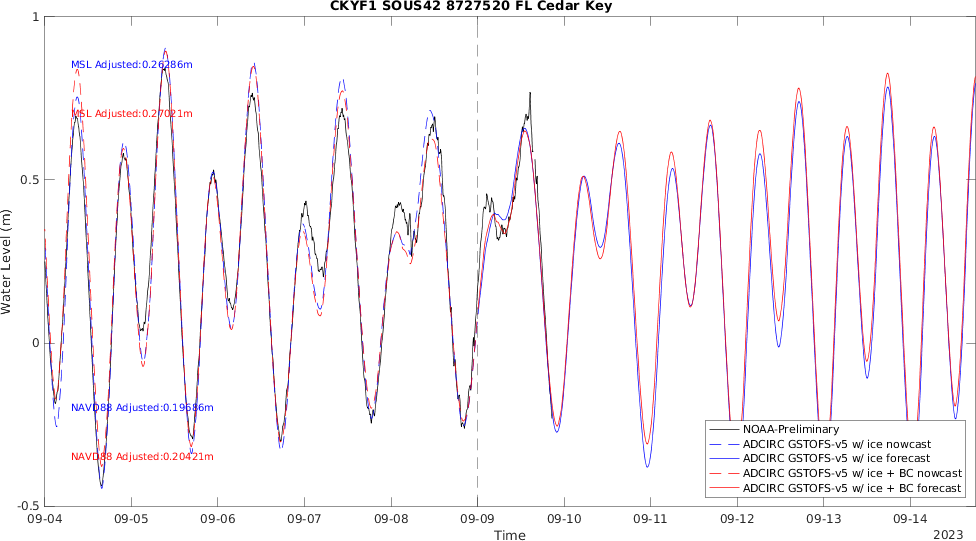 CKYF1 SOUS42 8727520 FL Cedar Key
1
0.5
0
-0.5
Water Level (m)
MSL Adjusted:0.26286m
MSL Adjusted:0.27021m
NAVD88 Adjusted:0.19686m
NAVD88 Adjusted:0.20421m
NOAA-Preliminary
ADCIRC GSTOFS-v5 w/ ice nowcast
ADCIRC GSTOFS-v5 w/ ice forecast
ADCIRC GSTOFS-v5 w/ ice + BC nowcast
ADCIRC GSTOFS-v5 w/ ice + BC forecast
09-04 09-05 09-06 09-07 09-08 09-09 09-10 09-11 09-12 09-13 09-14
Time
2023